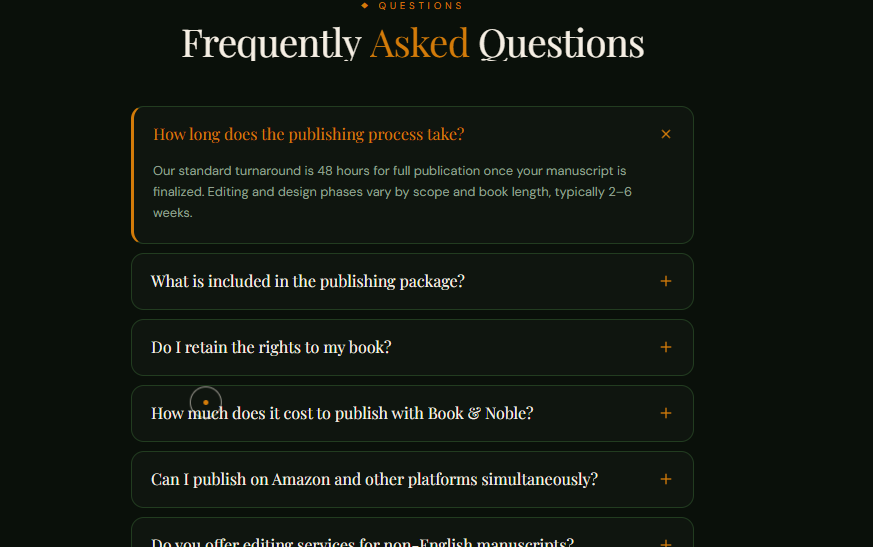 ◆ QUESTIONS
Frequently Asked Questions
How long does the publishing process take?
Our standard turnaround is 48 hours for full publication once your manuscript is
finalized. Editing and design phases vary by scope and book length, typically 2–6
weeks.
What is included in the publishing package?
Do I retain the rights to my book?
How much does it cost to publish with Book & Noble?
Can I publish on Amazon and other platforms simultaneously?
Do you offer editing services for non-English manuscripts?